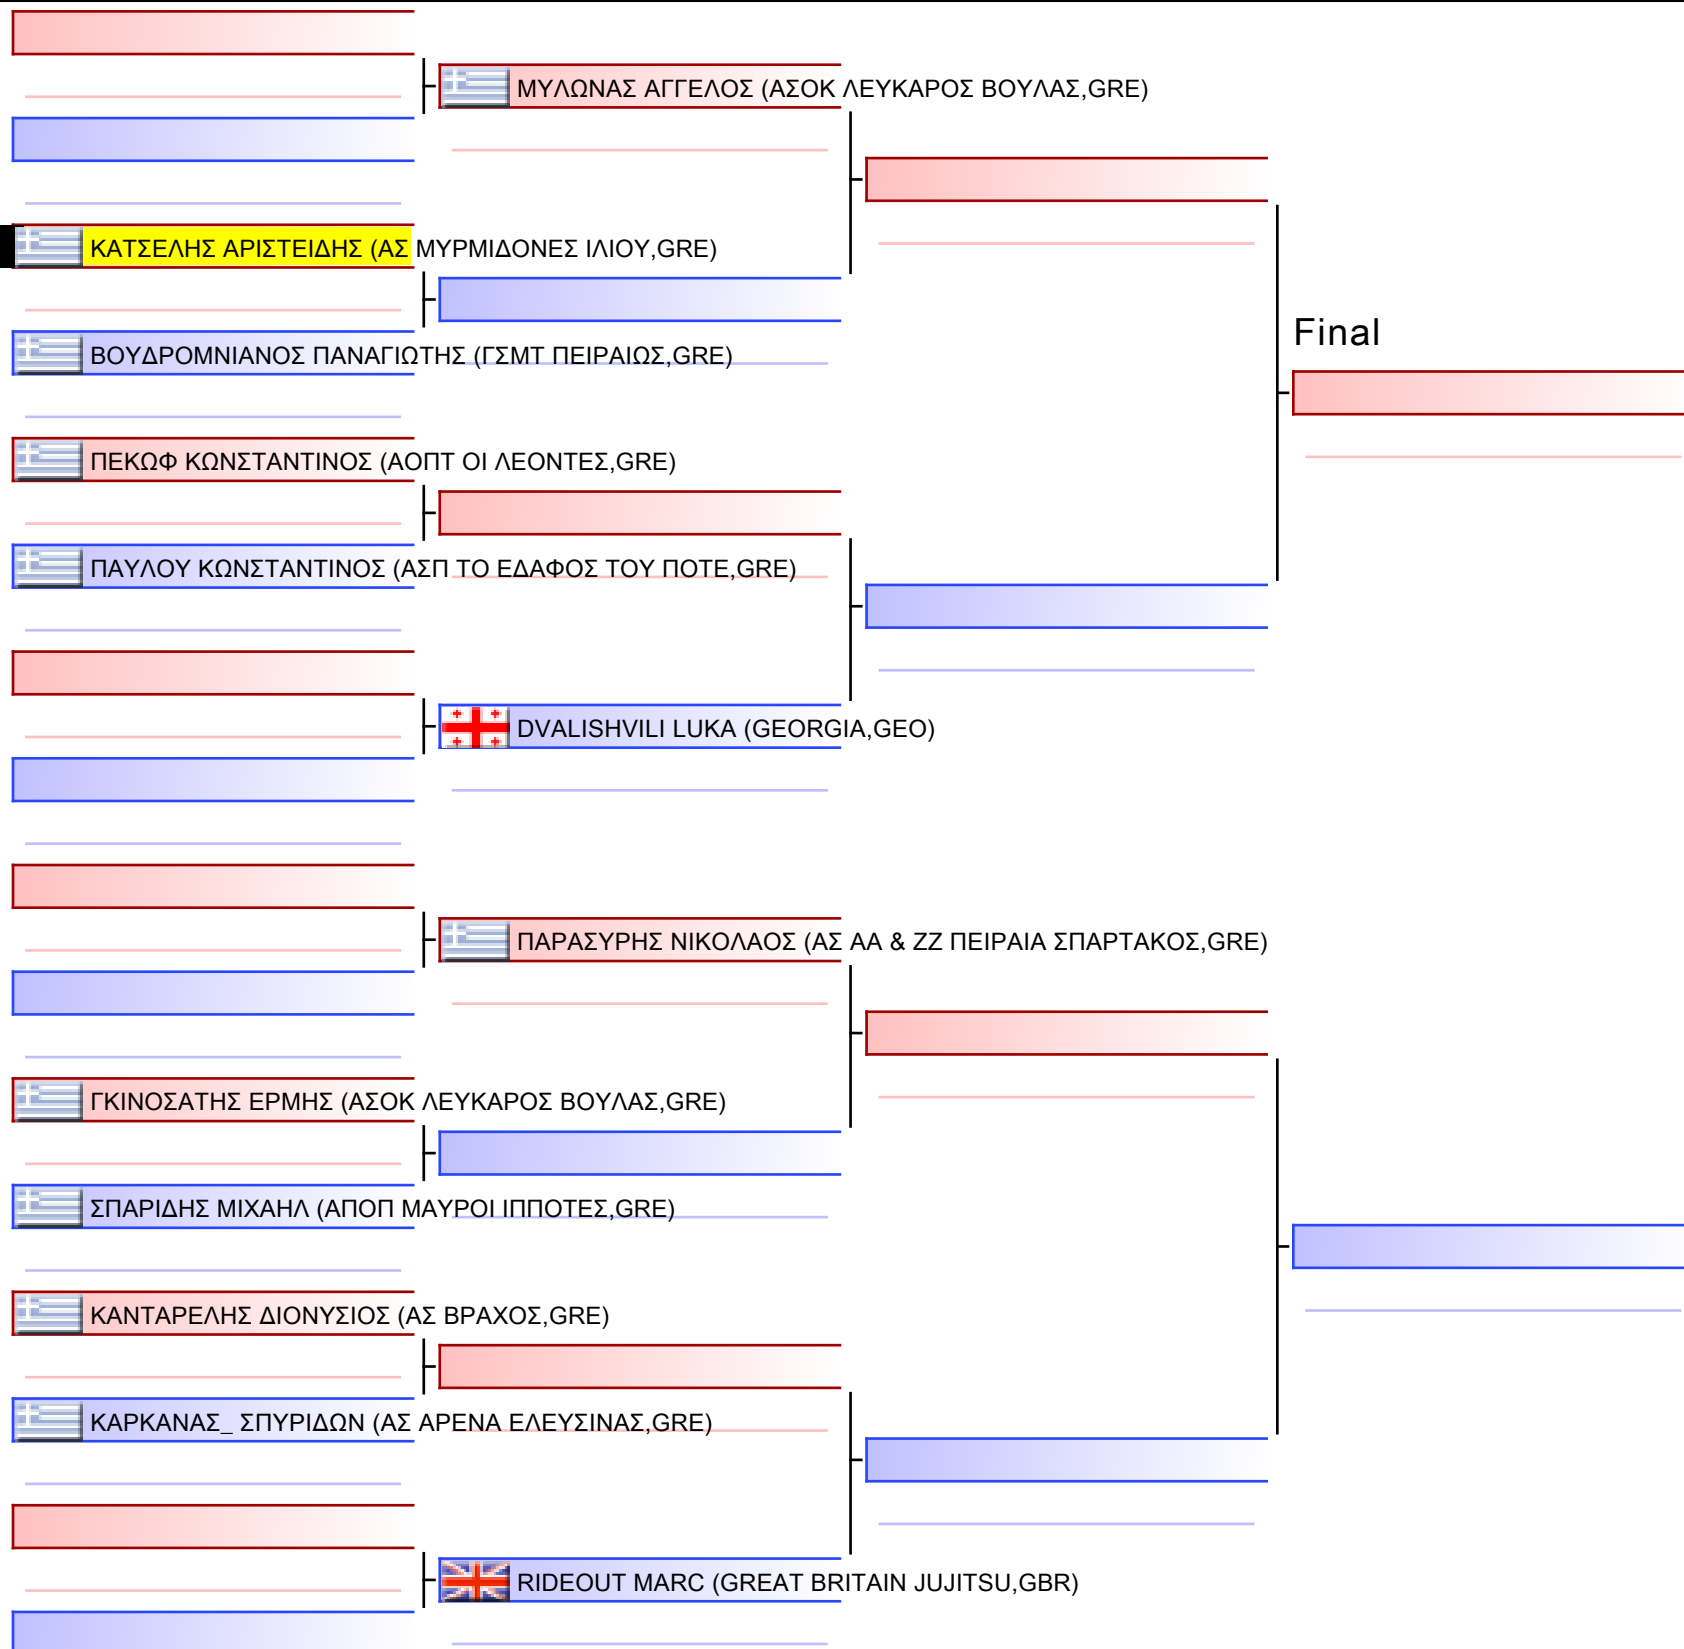 ΜΥΛΩΝΑΣ ΑΓΓΕΛΟΣ (ΑΣΟΚ ΛΕΥΚΑΡΟΣ ΒΟΥΛΑΣ,GRE)
ΚΑΤΣΕΛΗΣ ΑΡΙΣΤΕΙΔΗΣ (ΑΣ ΜΥΡΜΙΔΟΝΕΣ ΙΛΙΟΥ,GRE)
Final
ΒΟΥΔΡΟΜΝΙΑΝΟΣ ΠΑΝΑΓΙΩΤΗΣ (ΓΣΜΤ ΠΕΙΡΑΙΩΣ,GRE)
ΠΕΚΩΦ ΚΩΝΣΤΑΝΤΙΝΟΣ (ΑΟΠΤ ΟΙ ΛΕΟΝΤΕΣ,GRE)
ΠΑΥΛΟΥ ΚΩΝΣΤΑΝΤΙΝΟΣ (ΑΣΠ ΤΟ ΕΔΑΦΟΣ ΤΟΥ ΠΟΤΕ,GRE)
DVALISHVILI LUKA (GEORGIA,GEO)
ΠΑΡΑΣΥΡΗΣ ΝΙΚΟΛΑΟΣ (ΑΣ ΑΑ & ΖΖ ΠΕΙΡΑΙΑ ΣΠΑΡΤΑΚΟΣ,GRE)
ΓΚΙΝΟΣΑΤΗΣ ΕΡΜΗΣ (ΑΣΟΚ ΛΕΥΚΑΡΟΣ ΒΟΥΛΑΣ,GRE)
ΣΠΑΡΙΔΗΣ ΜΙΧΑΗΛ (ΑΠΟΠ ΜΑΥΡΟΙ ΙΠΠΟΤΕΣ,GRE)
ΚΑΝΤΑΡΕΛΗΣ ΔΙΟΝΥΣΙΟΣ (ΑΣ ΒΡΑΧΟΣ,GRE)
ΚΑΡΚΑΝΑΣ_ ΣΠΥΡΙΔΩΝ (ΑΣ ΑΡΕΝΑ ΕΛΕΥΣΙΝΑΣ,GRE)
RIDEOUT MARC (GREAT BRITAIN JUJITSU,GBR)